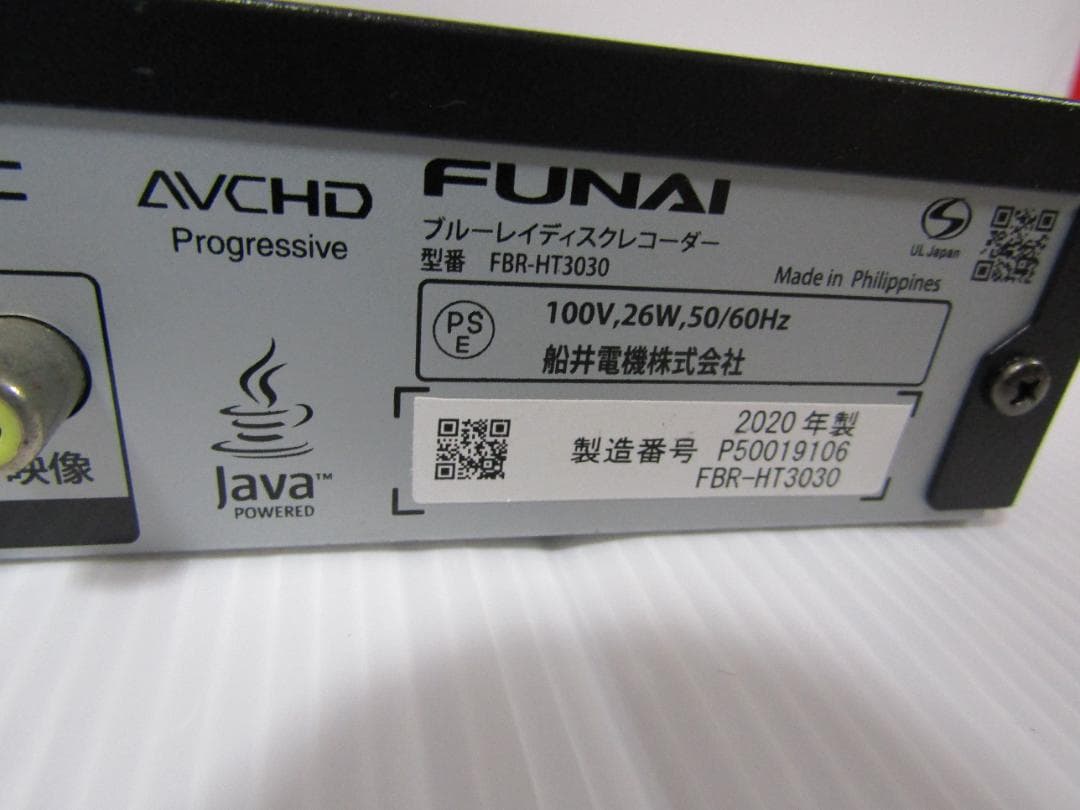 AVCHD
Progressive
FUNAI
ブルーレイディスクレコーダー
型番 FBR-HT3030
UL Japan
Made in Philippines
PS
E
100V,26W,50/60Hz
船井電機株式会社
2020 年製
製造番号 P50019106
FBR-HT3030
Java™
POWERED
映像